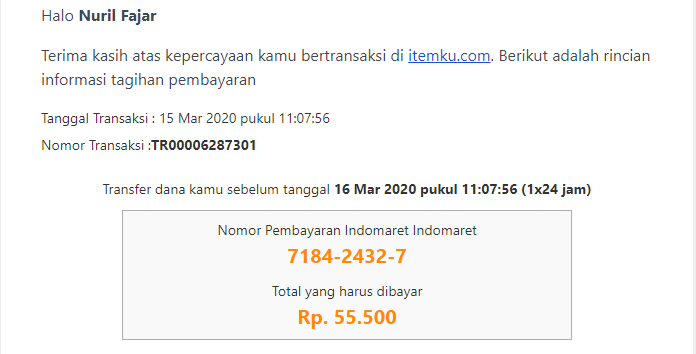 Halo Nuril Fajar
Terima kasih atas kepercayaan kamu bertransaksi di itemku.com. Berikut adalah rincian
informasi tagihan pembayaran
Tanggal Transaksi : 15 Mar 2020 pukul 11:07:56
Nomor Transaksi :TR00006287301
Transfer dana kamu sebelum tanggal 16 Mar 2020 pukul 11:07:56 (1x24 jam)
Nomor Pembayaran Indomaret Indomaret
7184-2432-7
Total yang harus dibayar
Rp. 55.500